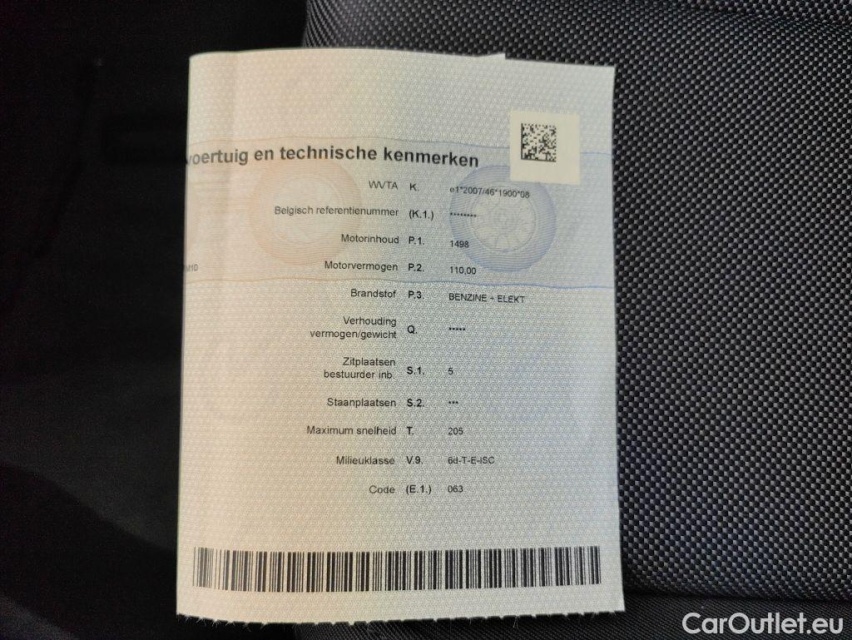 voertuig en technische kenmerken
WVTA K. e1*2007/46*1900*08
Belgisch referentienummer (K.1.) ********
Motorinhoud P.1. 1498
Motorvermogen P.2. 110,00
Brandstof P.3. BENZINE + ELEKT
Verhouding
vermogen/gewicht Q. *****
Zitplaatsen
bestuurder inb. S.1. 5
Staanplaatsen S.2. ***
Maximum snelheid T. 205
Milieuklasse V.9. 6d-T-E-ISC
Code (E.1.) 063
CarOutlet.eu